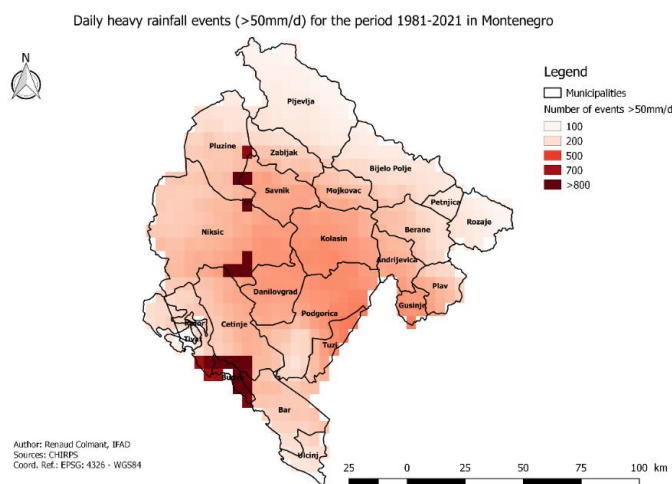 Daily heavy rainfall events (>50mm/d) for the period 1981-2021 in Montenegro
N
Legend
Municipalities
Number of events >50mm/d
100
200
500
700
>800
Pljevlja
Pluzine
Zabljak
Bijelo Polje
Savnik
Mojkovac
Petnjica
Rozaje
Niksic
Kolasin
Berane
Andrijevica
Plav
Danilovgrad
Gusinje
Podgorica
Cetinje
Kotor
Tivat
Tuzi
Budva
Bar
Ulcinj
Author: Renaud Colmant, IFAD
Sources: CHIRPS
Coord. Ref.: EPSG: 4326 - WGS84
25 0 25 50 75 100 km